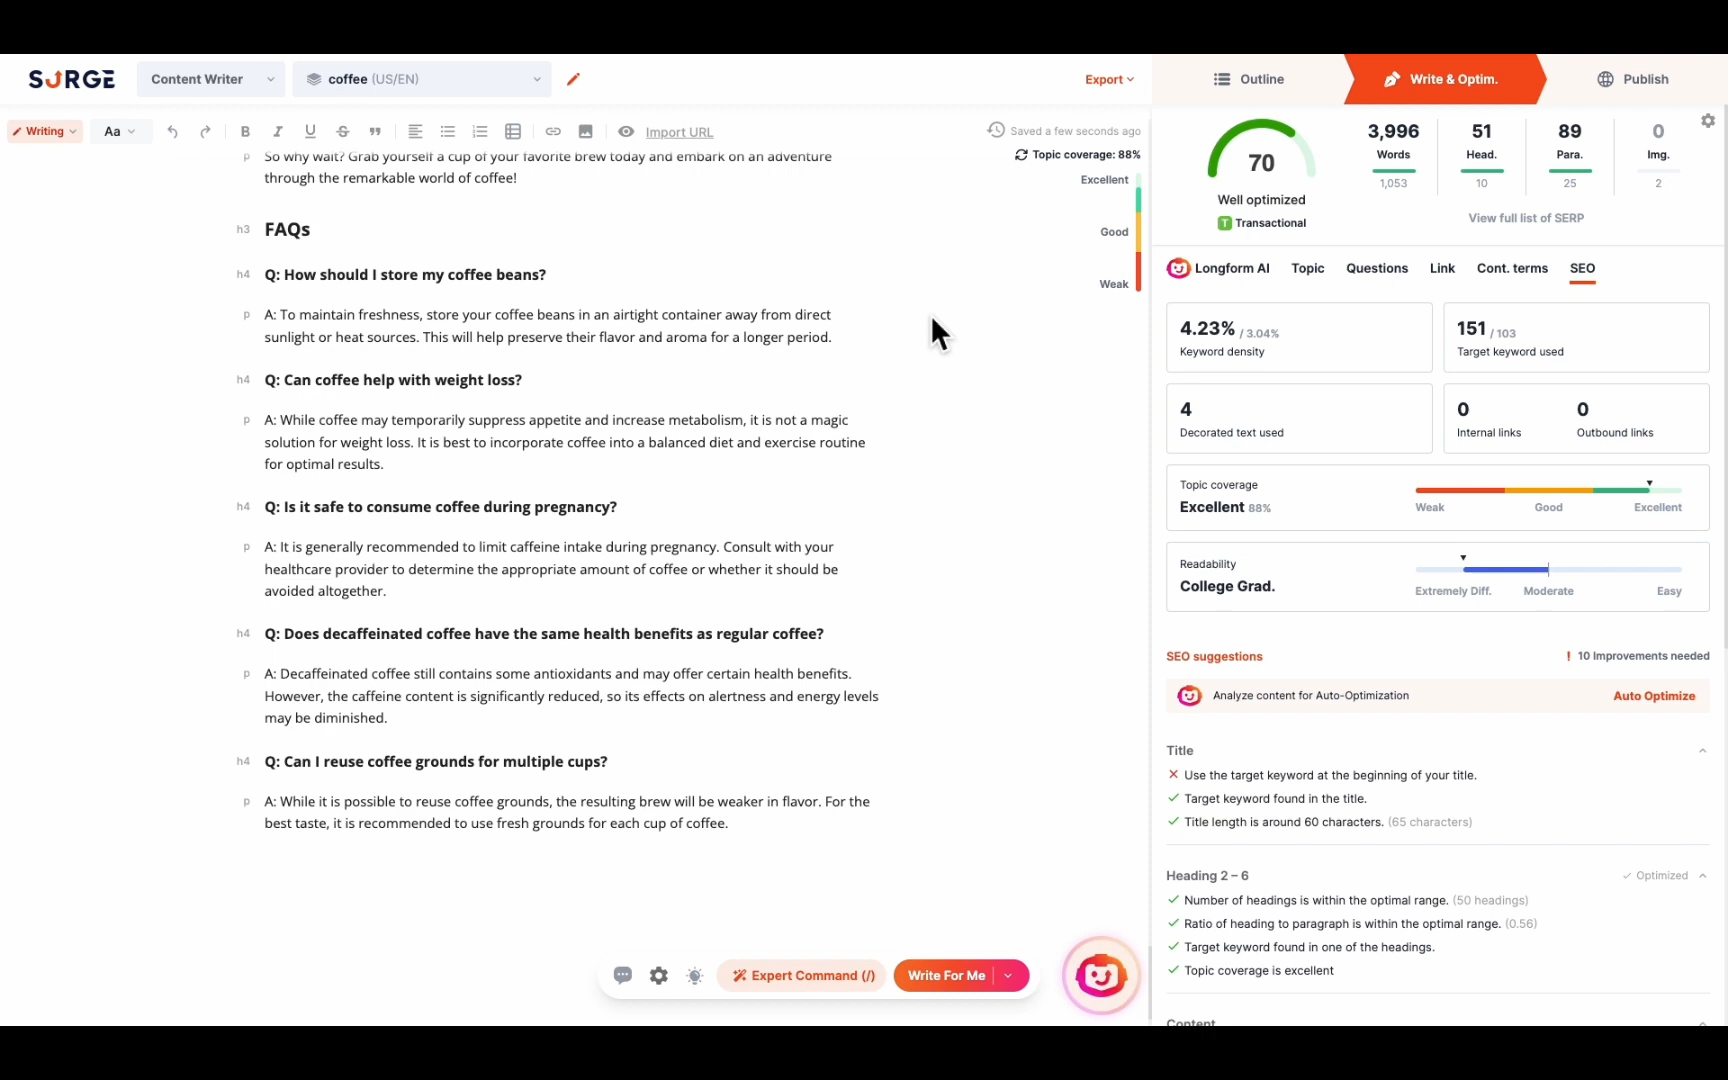 SURGE
Content Writer
coffee (US/EN)
Export
Outline
Write & Optim.
Publish
Writing
Aa
B
I
U
S
Import URL
Saved a few seconds ago
Topic coverage: 88%
Excellent
Good
Weak
p So why wait? Grab yourself a cup of your favorite brew today and embark on an adventure
through the remarkable world of coffee!
h3 FAQs
h4 Q: How should I store my coffee beans?
p A: To maintain freshness, store your coffee beans in an airtight container away from direct
sunlight or heat sources. This will help preserve their flavor and aroma for a longer period.
h4 Q: Can coffee help with weight loss?
p A: While coffee may temporarily suppress appetite and increase metabolism, it is not a magic
solution for weight loss. It is best to incorporate coffee into a balanced diet and exercise routine
for optimal results.
h4 Q: Is it safe to consume coffee during pregnancy?
p A: It is generally recommended to limit caffeine intake during pregnancy. Consult with your
healthcare provider to determine the appropriate amount of coffee or whether it should be
avoided altogether.
h4 Q: Does decaffeinated coffee have the same health benefits as regular coffee?
p A: Decaffeinated coffee still contains some antioxidants and may offer certain health benefits.
However, the caffeine content is significantly reduced, so its effects on alertness and energy levels
may be diminished.
h4 Q: Can I reuse coffee grounds for multiple cups?
p A: While it is possible to reuse coffee grounds, the resulting brew will be weaker in flavor. For the
best taste, it is recommended to use fresh grounds for each cup of coffee.
Expert Command (/)
Write For Me
70
Well optimized
T Transactional
3,996 51 89 0
Words Head. Para. Img.
1,053 10 25 2
View full list of SERP
Longform AI Topic Questions Link Cont. terms SEO
4.23% / 3.04%
Keyword density
151 / 103
Target keyword used
4
Decorated text used
0 0
Internal links Outbound links
Topic coverage
Excellent 88%
Weak Good Excellent
Readability
College Grad.
Extremely Diff. Moderate Easy
SEO suggestions
! 10 Improvements needed
Analyze content for Auto-Optimization
Auto Optimize
Title
Use the target keyword at the beginning of your title.
Target keyword found in the title.
Title length is around 60 characters. (65 characters)
Heading 2 – 6
Optimized
Number of headings is within the optimal range. (50 headings)
Ratio of heading to paragraph is within the optimal range. (0.56)
Target keyword found in one of the headings.
Topic coverage is excellent
Content